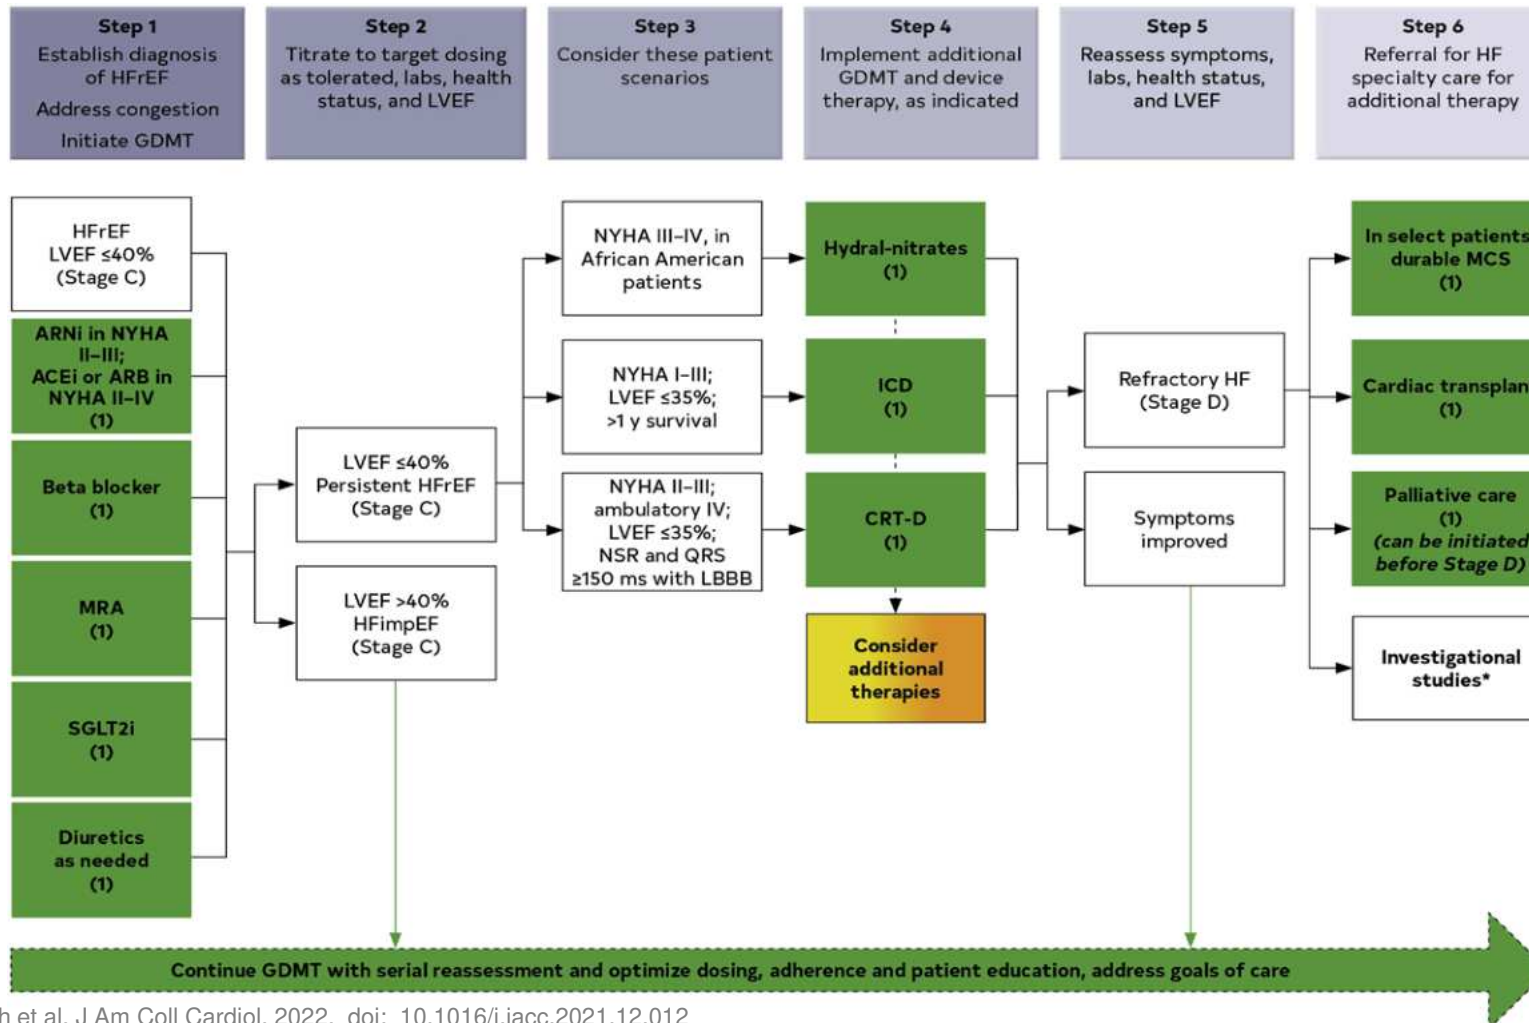 Step 1
Establish diagnosis
of HFrEF
Address congestion
Initiate GDMT
Step 2
Titrate to target dosing
as tolerated, labs, health
status, and LVEF
Step 3
Consider these patient
scenarios
Step 4
Implement additional
GDMT and device
therapy, as indicated
Step 5
Reassess symptoms,
labs, health status,
and LVEF
Step 6
Referral for HF
specialty care for
additional therapy
HFrEF
LVEF ≤40%
(Stage C)
ARNi in NYHA
II–III;
ACEi or ARB in
NYHA II–IV
(1)
Beta blocker
(1)
MRA
(1)
SGLT2i
(1)
Diuretics
as needed
(1)
LVEF ≤40%
Persistent HFrEF
(Stage C)
LVEF >40%
HFimpEF
(Stage C)
NYHA III–IV, in
African American
patients
NYHA I–III;
LVEF ≤35%;
>1 y survival
NYHA II–III;
ambulatory IV;
LVEF ≤35%;
NSR and QRS
≥150 ms with LBBB
Hydral-nitrates
(1)
ICD
(1)
CRT-D
(1)
Consider
additional
therapies
Refractory HF
(Stage D)
Symptoms
improved
In select patients
durable MCS
(1)
Cardiac transplan
(1)
Palliative care
(1)
(can be initiated
before Stage D)
Investigational
studies*
Continue GDMT with serial reassessment and optimize dosing, adherence and patient education, address goals of care
h et al. J Am Coll Cardiol. 2022. doi: 10.1016/j.jacc.2021.12.012